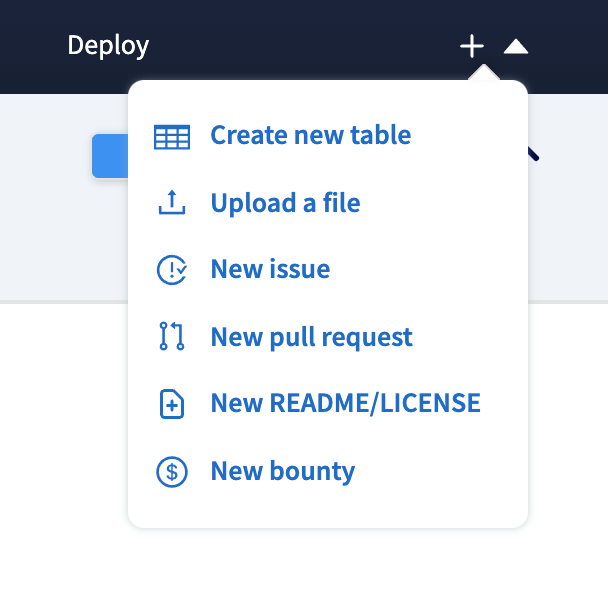 Deploy
Create new table
Upload a file
New issue
New pull request
New README/LICENSE
New bounty